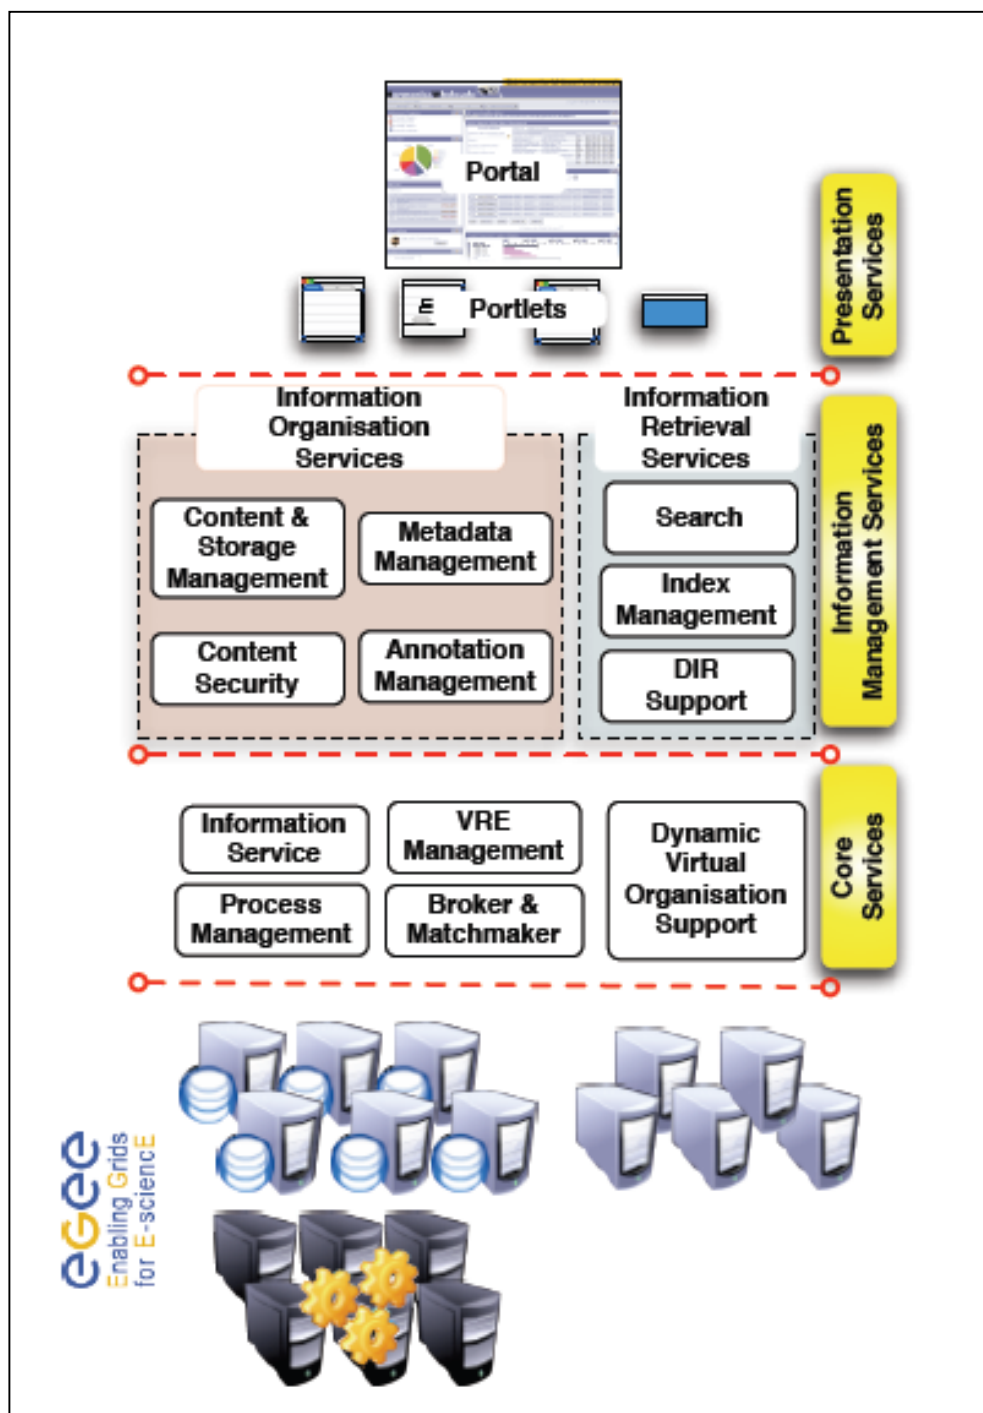 Portal
Portlets
Presentation
Services
Information
Organisation
Services
Information
Retrieval
Services
Content &
Storage
Management
Metadata
Management
Content
Security
Annotation
Management
Search
Index
Management
DIR
Support
Information
Management Services
Information
Service
VRE
Management
Process
Management
Broker &
Matchmaker
Dynamic
Virtual
Organisation
Support
Core
Services
eGee
Enabling Grids
for E-sciencE